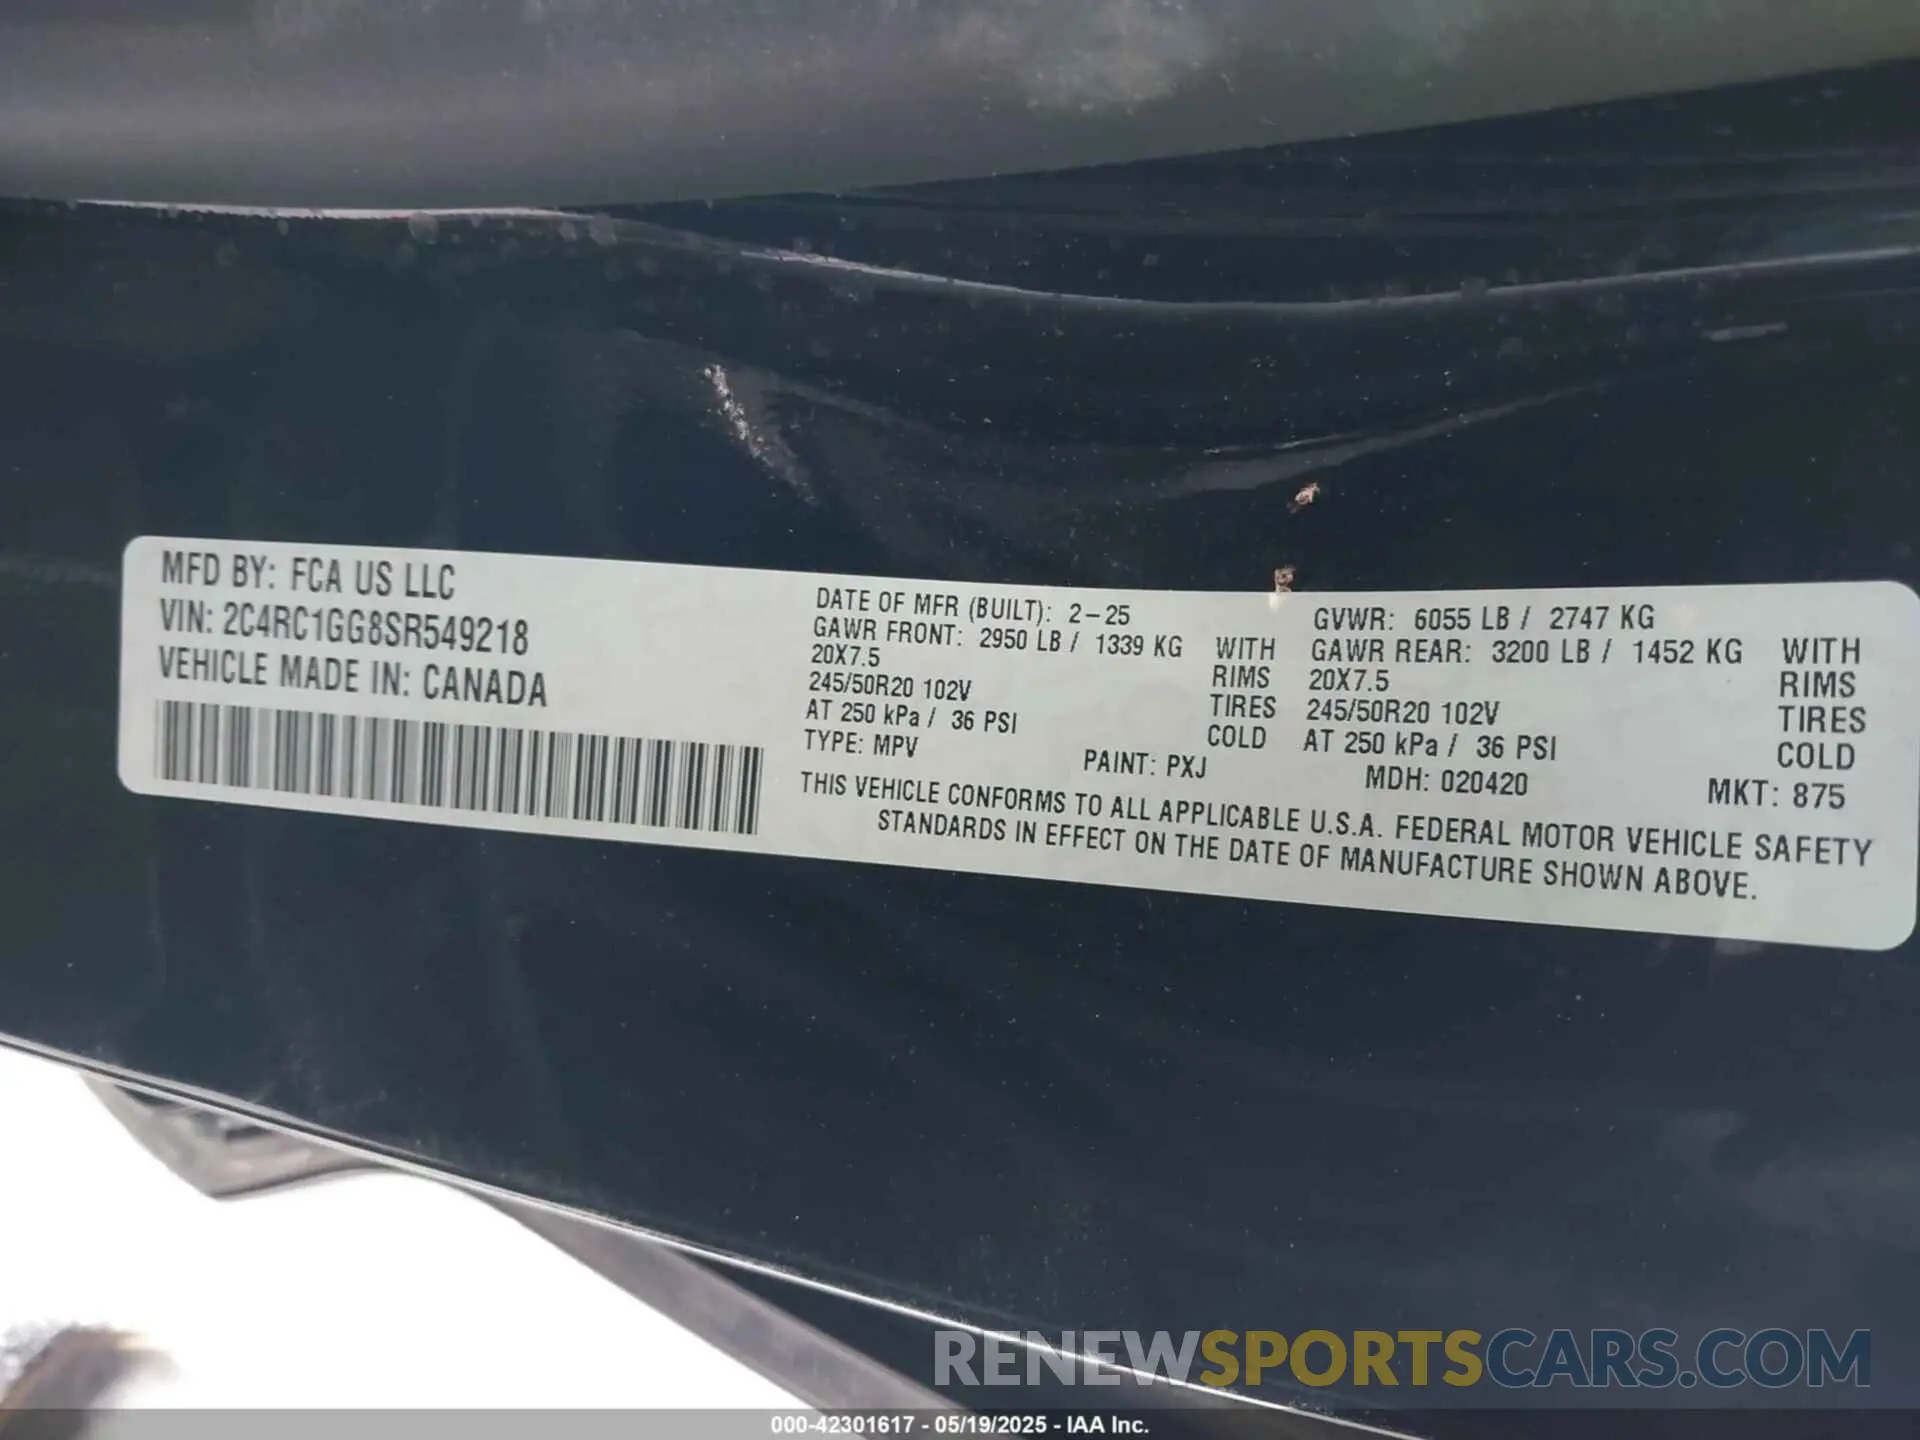 MFD BY: FCA US LLC
VIN: 2C4RC1GG8SR549218
VEHICLE MADE IN: CANADA
DATE OF MFR (BUILT): 2-25
GVWR: 6055 LB / 2747 KG
GAWR FRONT: 2950 LB / 1339 KG WITH
20X7.5 RIMS
245/50R20 102V TIRES
AT 250 kPa / 36 PSI COLD
GAWR REAR: 3200 LB / 1452 KG WITH
20X7.5 RIMS
245/50R20 102V TIRES
AT 250 kPa / 36 PSI COLD
TYPE: MPV PAINT: PXJ MDH: 020420 MKT: 875
THIS VEHICLE CONFORMS TO ALL APPLICABLE U.S.A. FEDERAL MOTOR VEHICLE SAFETY
STANDARDS IN EFFECT ON THE DATE OF MANUFACTURE SHOWN ABOVE.
RENEWSPORTSCARS.COM
000-42301617 - 05/19/2025 - IAA Inc.